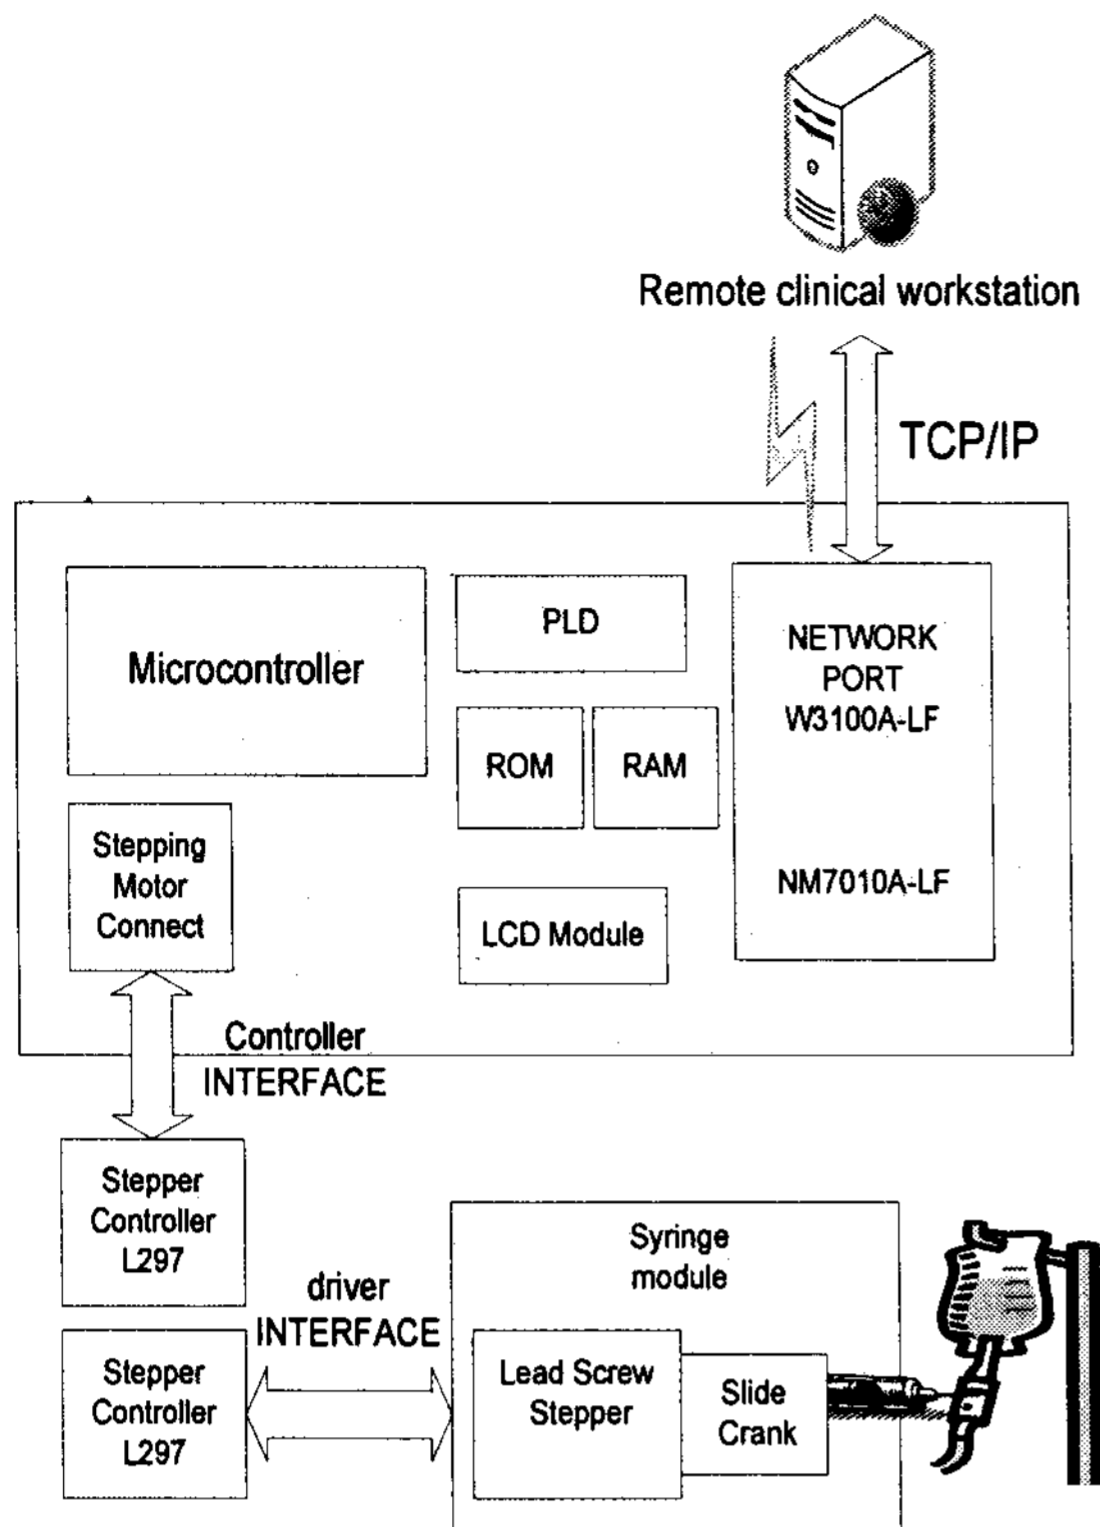 Remote clinical workstation
TCP/IP
Microcontroller
PLD
ROM
RAM
NETWORK
PORT
W3100A-LF
NM7010A-LF
Stepping
Motor
Connect
LCD Module
Controller
INTERFACE
Stepper
Controller
L297
driver
INTERFACE
Stepper
Controller
L297
Syringe
module
Lead Screw
Stepper
Slide
Crank